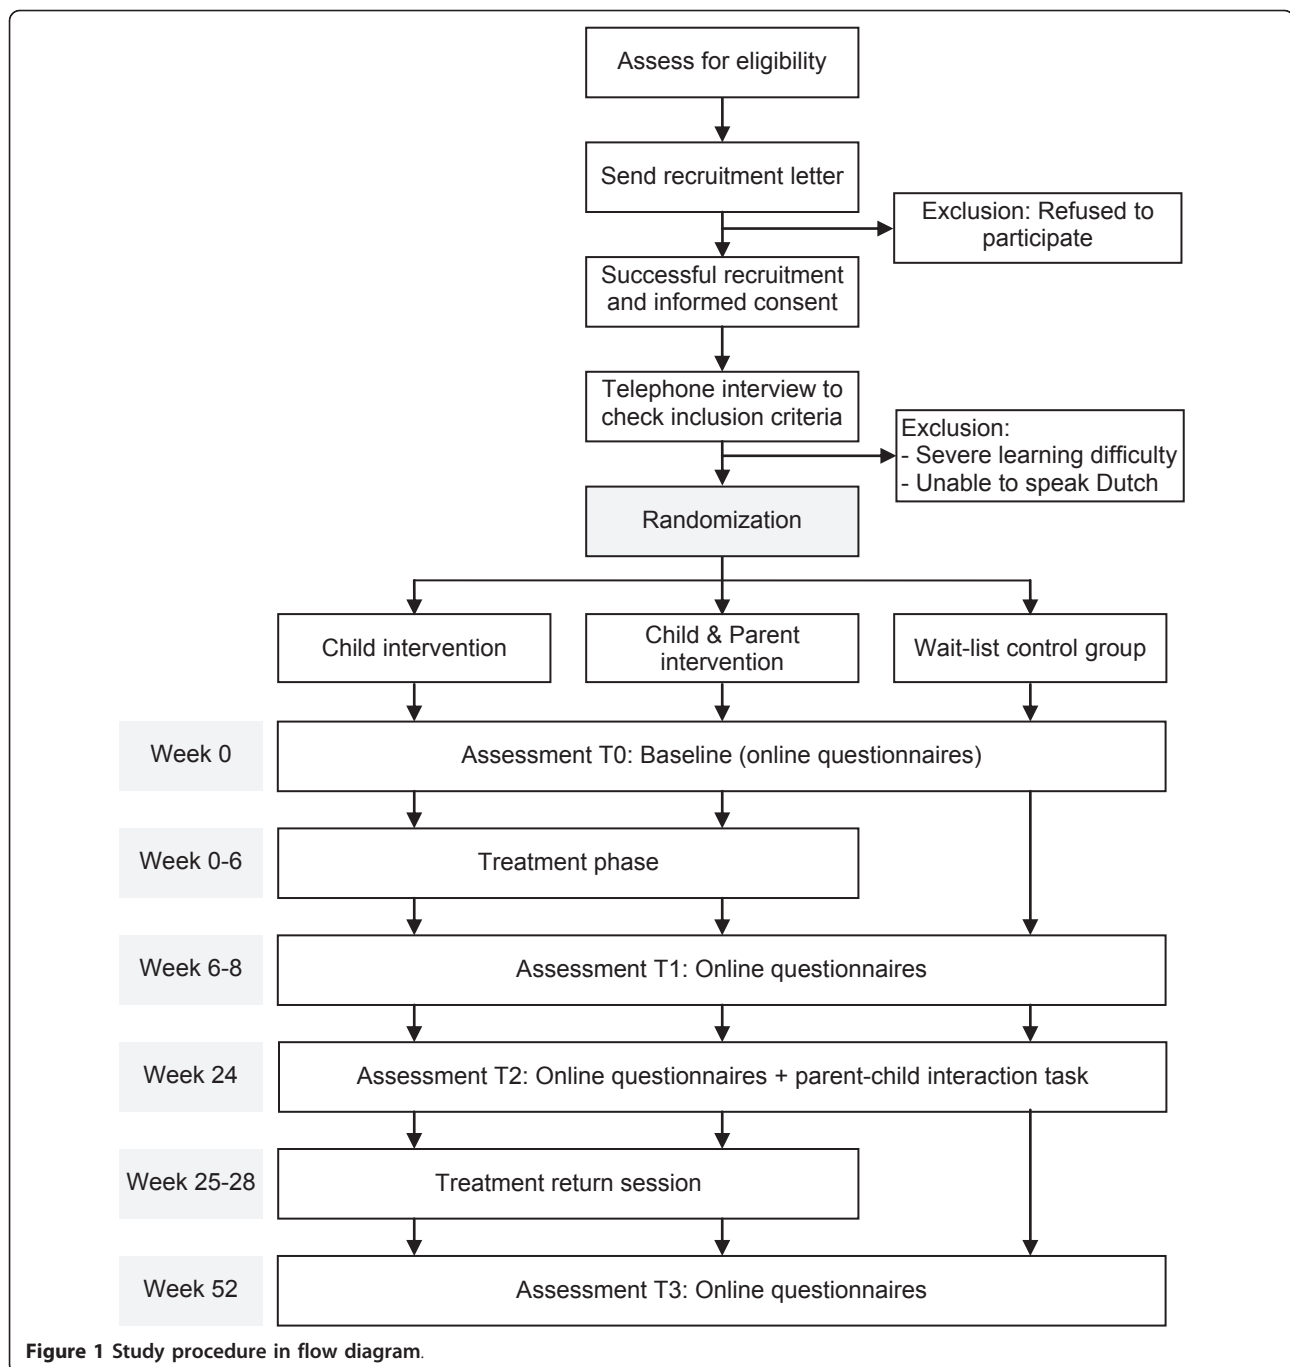 Assess for eligibility
Send recruitment letter
Exclusion: Refused to
participate
Successful recruitment
and informed consent
Telephone interview to
check inclusion criteria
Exclusion:
- Severe learning difficulty
- Unable to speak Dutch
Randomization
Child intervention
Child & Parent
intervention
Wait-list control group
Week 0
Assessment T0: Baseline (online questionnaires)
Week 0-6
Treatment phase
Week 6-8
Assessment T1: Online questionnaires
Week 24
Assessment T2: Online questionnaires + parent-child interaction task
Week 25-28
Treatment return session
Week 52
Assessment T3: Online questionnaires
Figure 1 Study procedure in flow diagram.